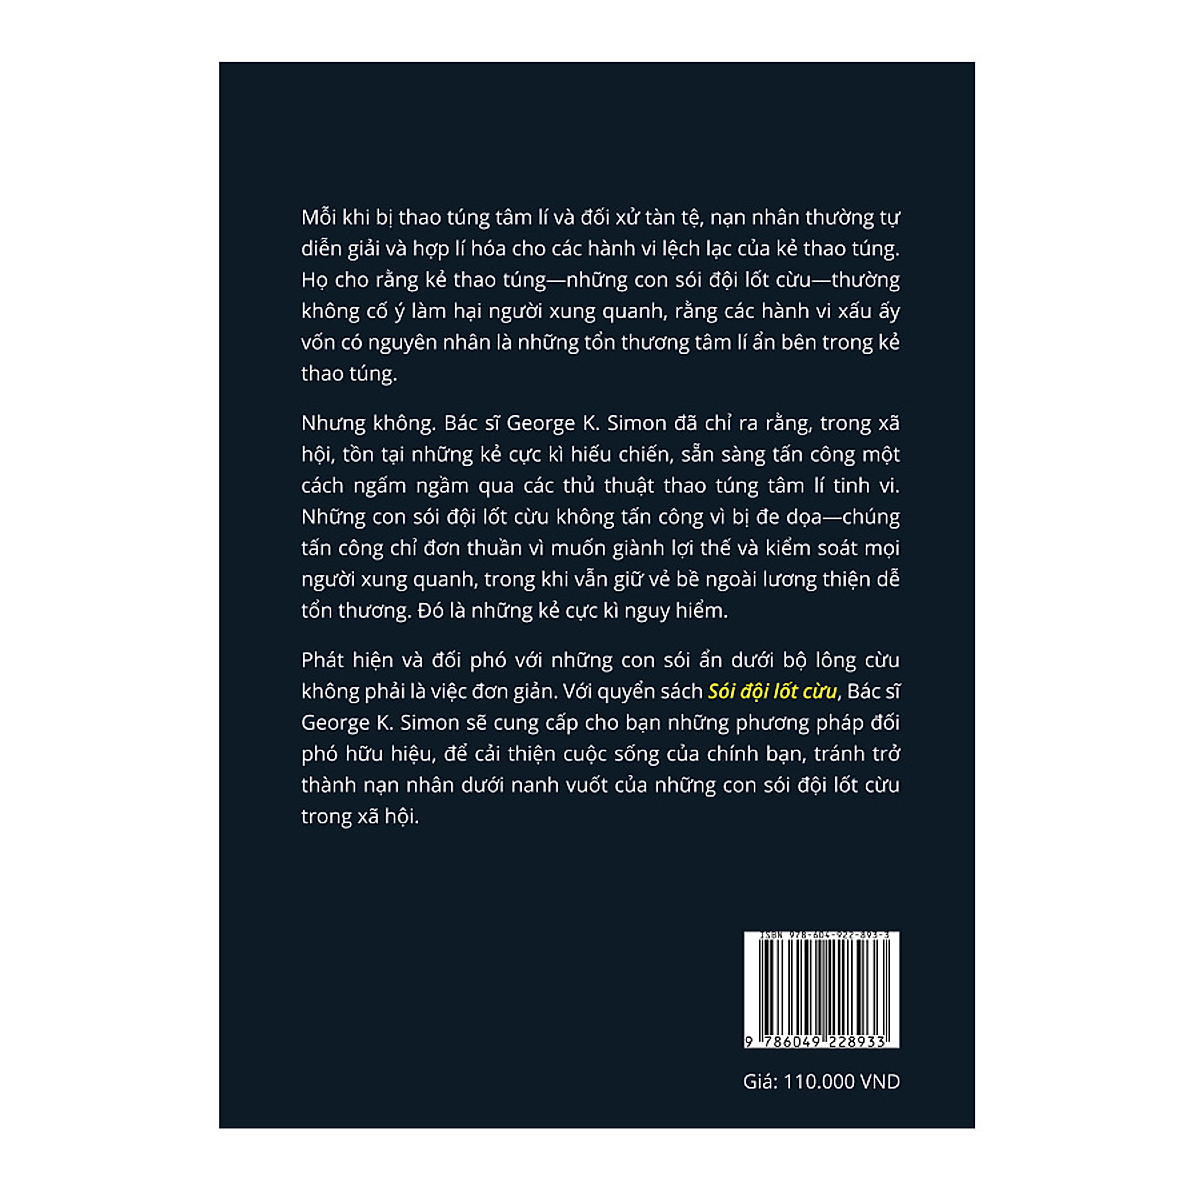 Mỗi khi bị thao túng tâm lí và đối xử tàn tệ, nạn nhân thường tự
diễn giải và hợp lí hóa cho các hành vi lệch lạc của kẻ thao túng.
Họ cho rằng kẻ thao túng—những con sói đội lốt cừu—thường
không cố ý làm hại người xung quanh, rằng các hành vi xấu ấy
vốn có nguyên nhân là những tổn thương tâm lí ẩn bên trong kẻ
thao túng.
Nhưng không. Bác sĩ George K. Simon đã chỉ ra rằng, trong xã
hội, tồn tại những kẻ cực kì hiếu chiến, sẵn sàng tấn công một
cách ngấm ngầm qua các thủ thuật thao túng tâm lí tinh vi.
Những con sói đội lốt cừu không tấn công vì bị đe dọa—chúng
tấn công chỉ đơn thuần vì muốn giành lợi thế và kiểm soát mọi
người xung quanh, trong khi vẫn giữ vẻ bề ngoài lương thiện dễ
tổn thương. Đó là những kẻ cực kì nguy hiểm.
Phát hiện và đối phó với những con sói ẩn dưới bộ lông cừu
không phải là việc đơn giản. Với quyển sách Sói đội lốt cừu, Bác sĩ
George K. Simon sẽ cung cấp cho bạn những phương pháp đối
phó hữu hiệu, để cải thiện cuộc sống của chính bạn, tránh trở
thành nạn nhân dưới nanh vuốt của những con sói đội lốt cừu
trong xã hội.
ISBN 978-604-922-893-3
9 786049 228933
Giá: 110.000 VND